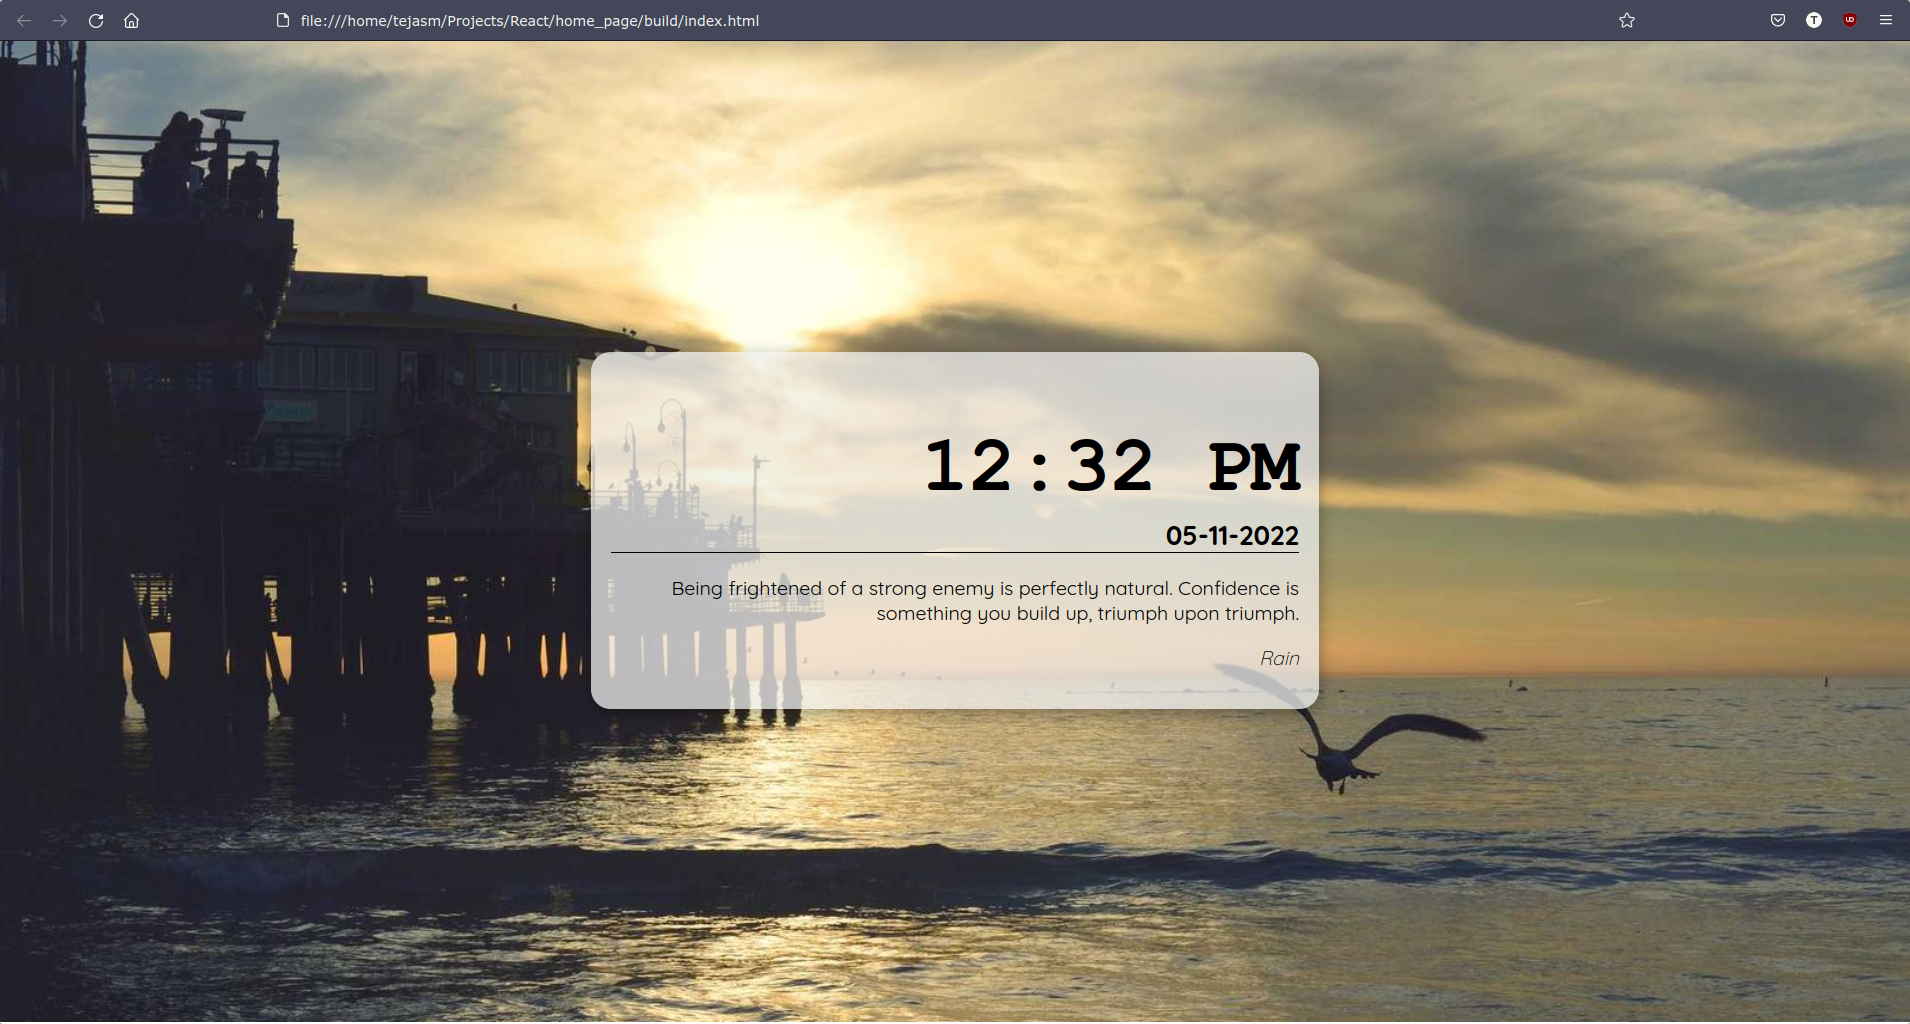 file:///home/tejasm/Projects/React/home_page/build/index.html
T
12:32 PM
05-11-2022
Being frightened of a strong enemy is perfectly natural. Confidence is
something you build up, triumph upon triumph.
Rain